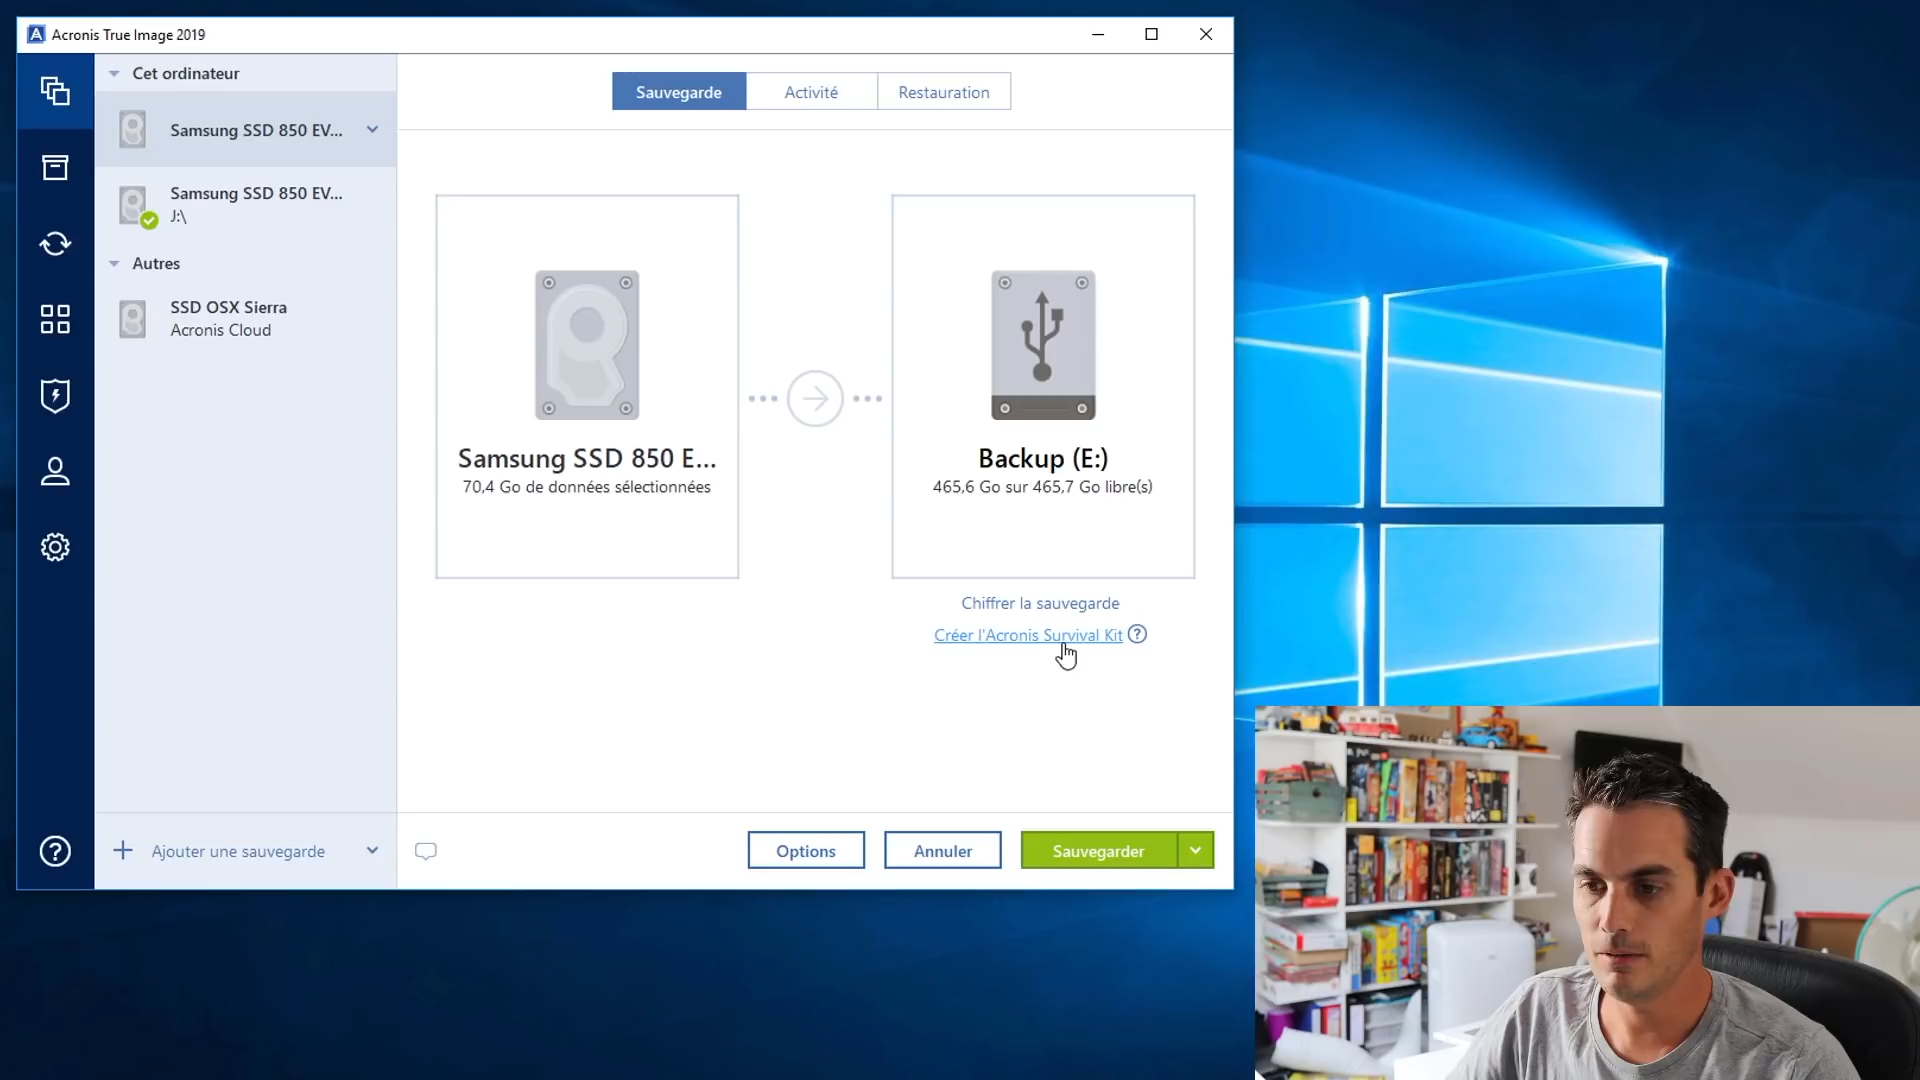 Acronis True Image 2019
Cet ordinateur
Samsung SSD 850 EV...
Samsung SSD 850 EV...
J:\
Autres
SSD OSX Sierra
Acronis Cloud
Ajouter une sauvegarde
Sauvegarde
Activité
Restauration
Samsung SSD 850 E...
70,4 Go de données sélectionnées
Backup (E:)
465,6 Go sur 465,7 Go libre(s)
Chiffrer la sauvegarde
Créer l'Acronis Survival Kit
Options
Annuler
Sauvegarder